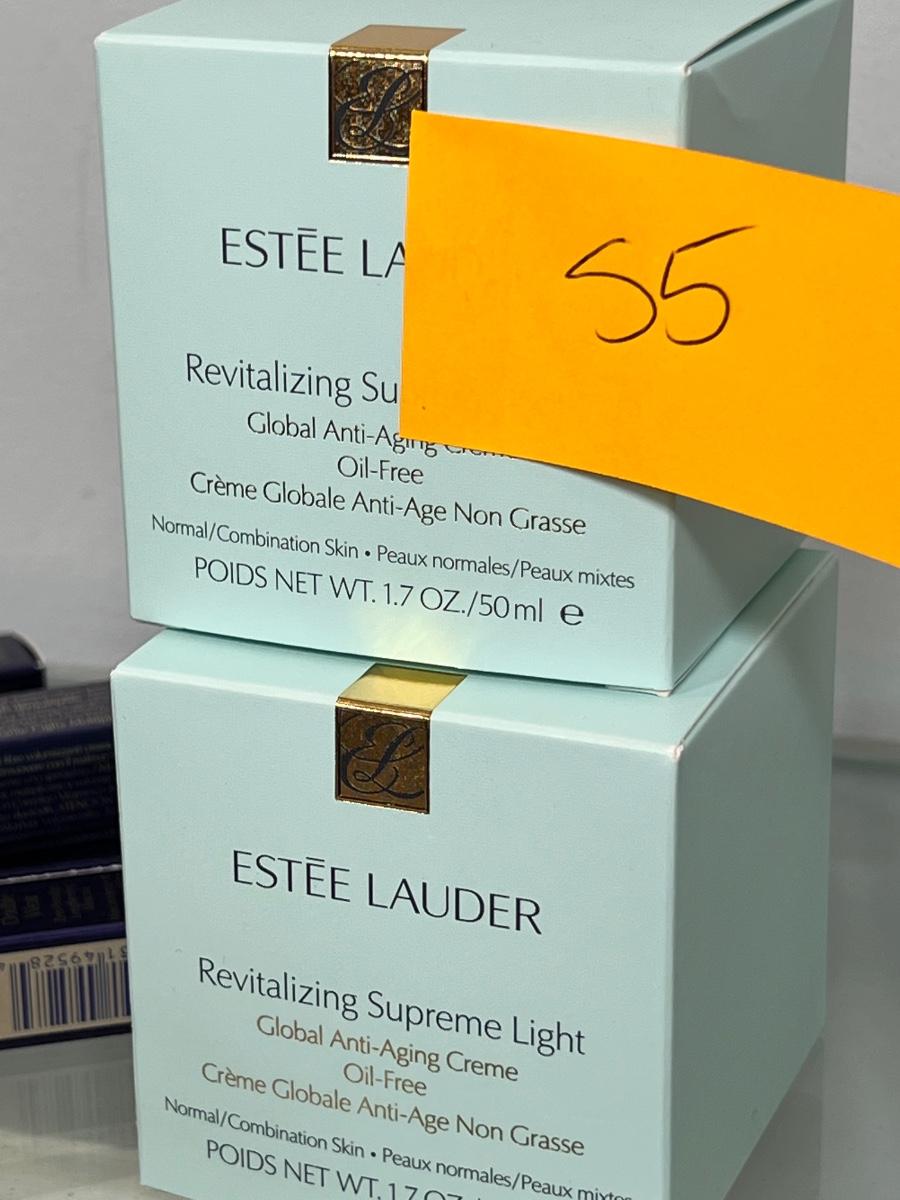 ESTĒE LA
55
Revitalizing Su
Global Anti-Aging Creme
Oil-Free
Crème Globale Anti-Age Non Grasse
Normal/Combination Skin • Peaux normales/Peaux mixtes
POIDS NET WT. 1.7 OZ./50 ml e
ESTĒE LAUDER
Revitalizing Supreme Light
Global Anti-Aging Creme
Oil-Free
Crème Globale Anti-Age Non Grasse
Normal/Combination Skin • Peaux normales/Peaux mixtes
POIDS NET WT. 1.7 OZ.